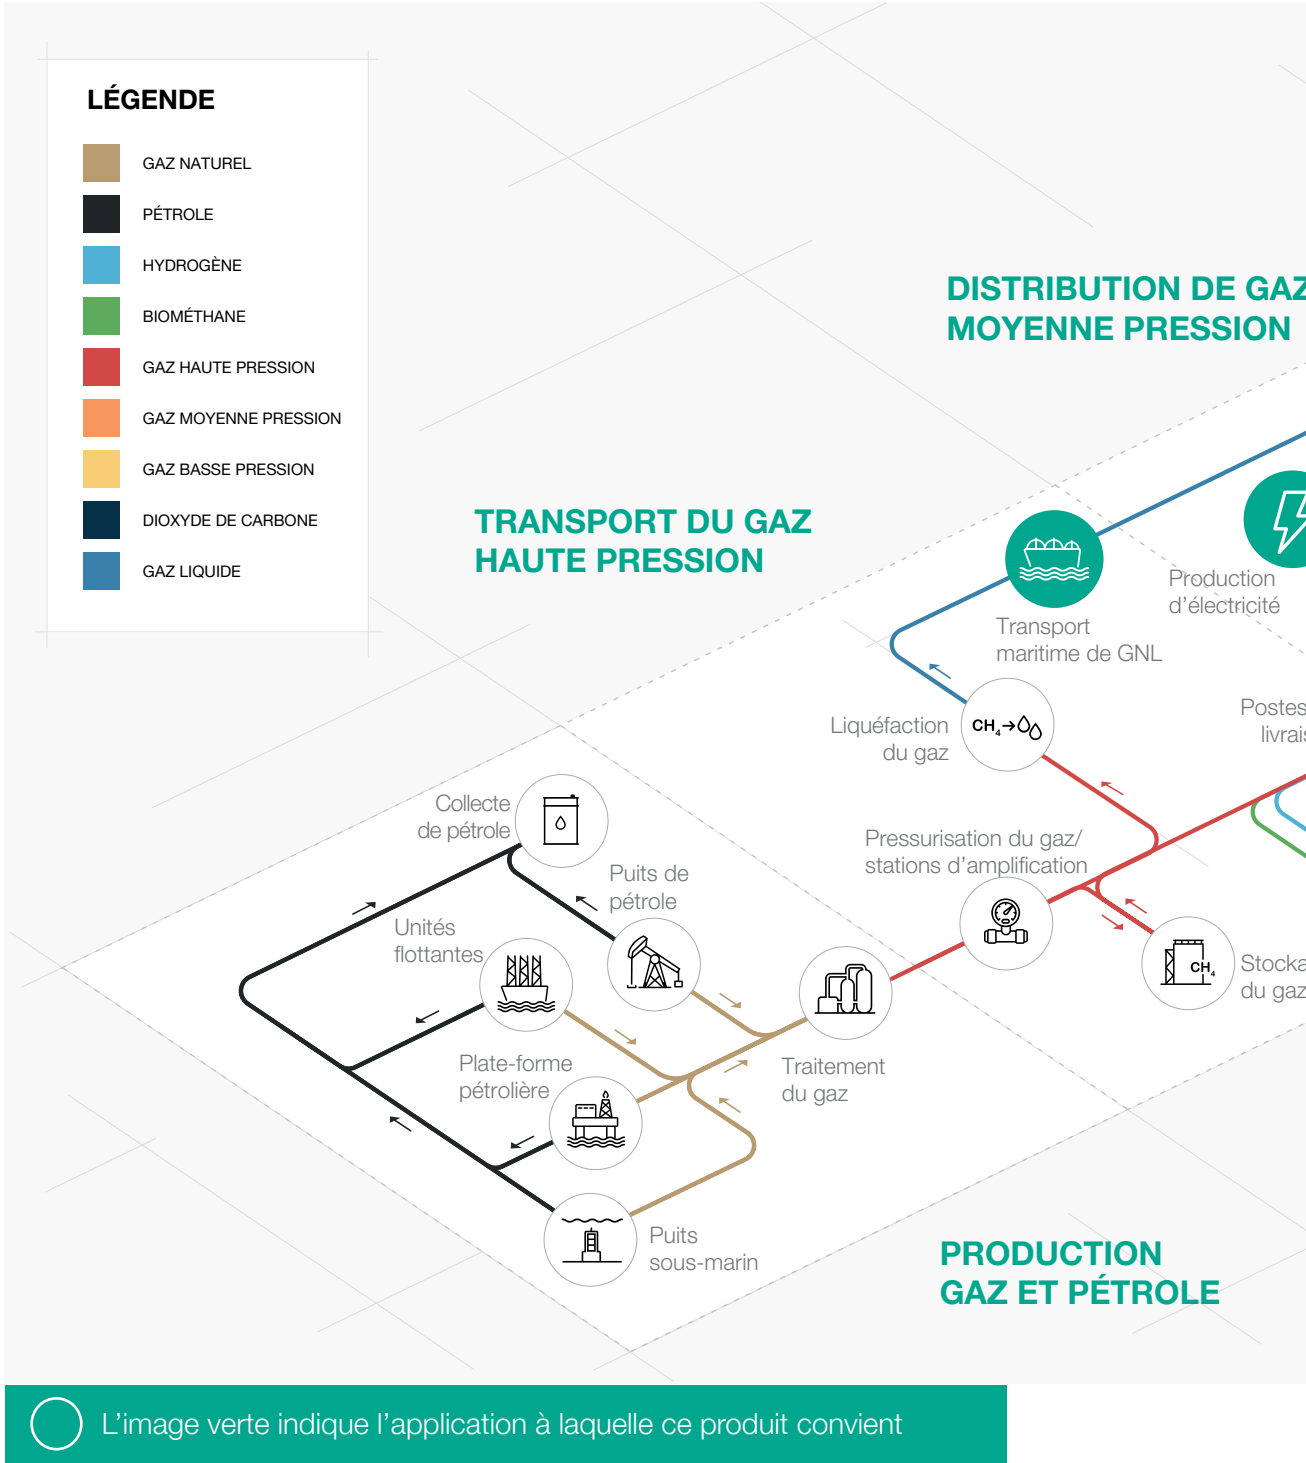 LÉGENDE
GAZ NATUREL
PÉTROLE
HYDROGÈNE
BIOMÉTHANE
GAZ HAUTE PRESSION
GAZ MOYENNE PRESSION
GAZ BASSE PRESSION
DIOXYDE DE CARBONE
GAZ LIQUIDE
DISTRIBUTION DE GAZ
MOYENNE PRESSION
TRANSPORT DU GAZ
HAUTE PRESSION
Production
d'électricité
Transport
maritime de GNL
Postes
Liquéfaction
du gaz
CH₄→
Collecte
de pétrole
Pressurisation du gaz/
stations d'amplification
Puits de
pétrole
Unités
flottantes
CH₄
du gaz
Plate-forme
pétrolière
Traitement
du gaz
Puits
sous-marin
PRODUCTION
GAZ ET PÉTROLE
L'image verte indique l'application à laquelle ce produit convient